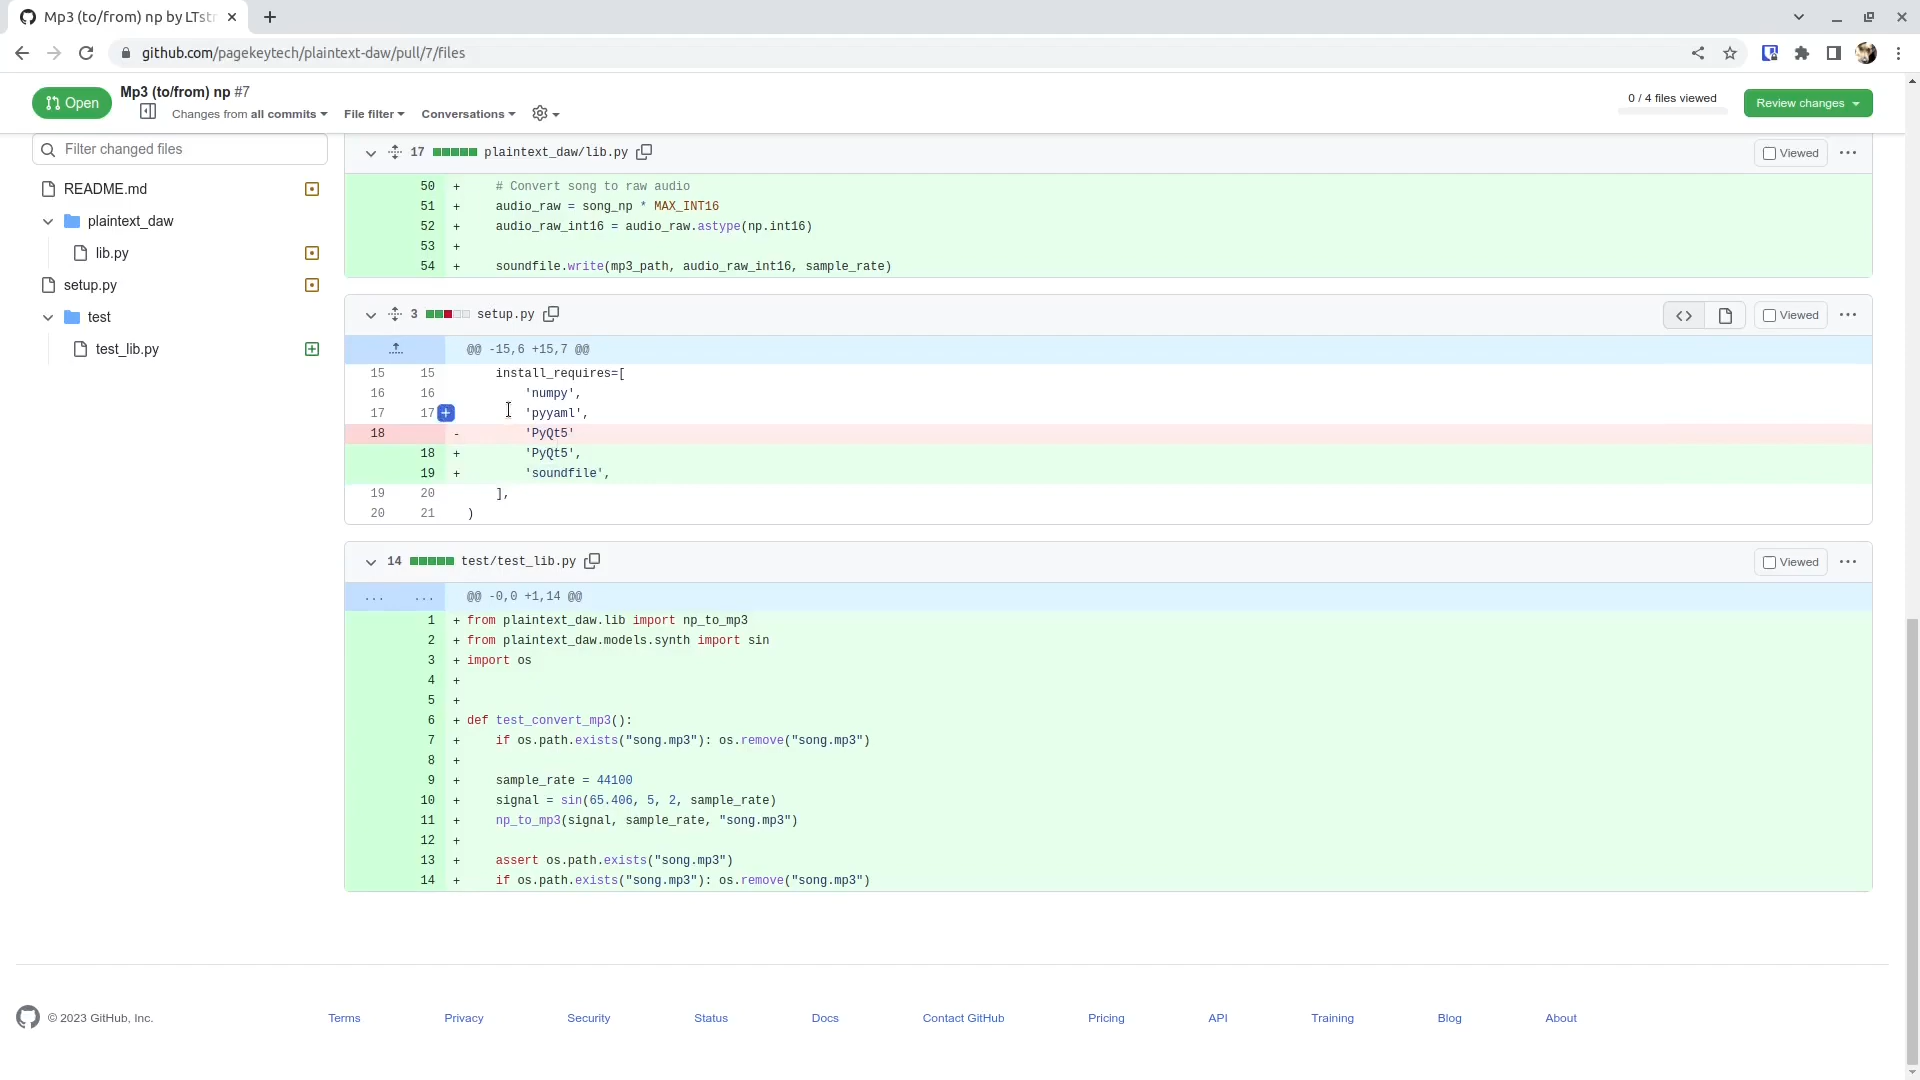 Mp3 (to/from) np by LTstr
github.com/pagekeytech/plaintext-daw/pull/7/files
Open
Mp3 (to/from) np #7
Changes from all commits
File filter
Conversations
0 / 4 files viewed
Review changes
Filter changed files
README.md
plaintext_daw
lib.py
setup.py
test
test_lib.py
17 plaintext_daw/lib.py
Viewed
50 + # Convert song to raw audio
51 + audio_raw = song_np * MAX_INT16
52 + audio_raw_int16 = audio_raw.astype(np.int16)
53 +
54 + soundfile.write(mp3_path, audio_raw_int16, sample_rate)
3 setup.py
Viewed
@@ -15,6 +15,7 @@
15 15 install_requires=[
16 16 'numpy',
17 17 'pyyaml',
18 - 'PyQt5'
18 + 'PyQt5',
19 + 'soundfile',
19 20 ],
20 21 )
14 test/test_lib.py
Viewed
... ... @@ -0,0 +1,14 @@
1 + from plaintext_daw.lib import np_to_mp3
2 + from plaintext_daw.models.synth import sin
3 + import os
4 +
5 +
6 + def test_convert_mp3():
7 + if os.path.exists("song.mp3"): os.remove("song.mp3")
8 +
9 + sample_rate = 44100
10 + signal = sin(65.406, 5, 2, sample_rate)
11 + np_to_mp3(signal, sample_rate, "song.mp3")
12 +
13 + assert os.path.exists("song.mp3")
14 + if os.path.exists("song.mp3"): os.remove("song.mp3")
© 2023 GitHub, Inc.
Terms
Privacy
Security
Status
Docs
Contact GitHub
Pricing
API
Training
Blog
About